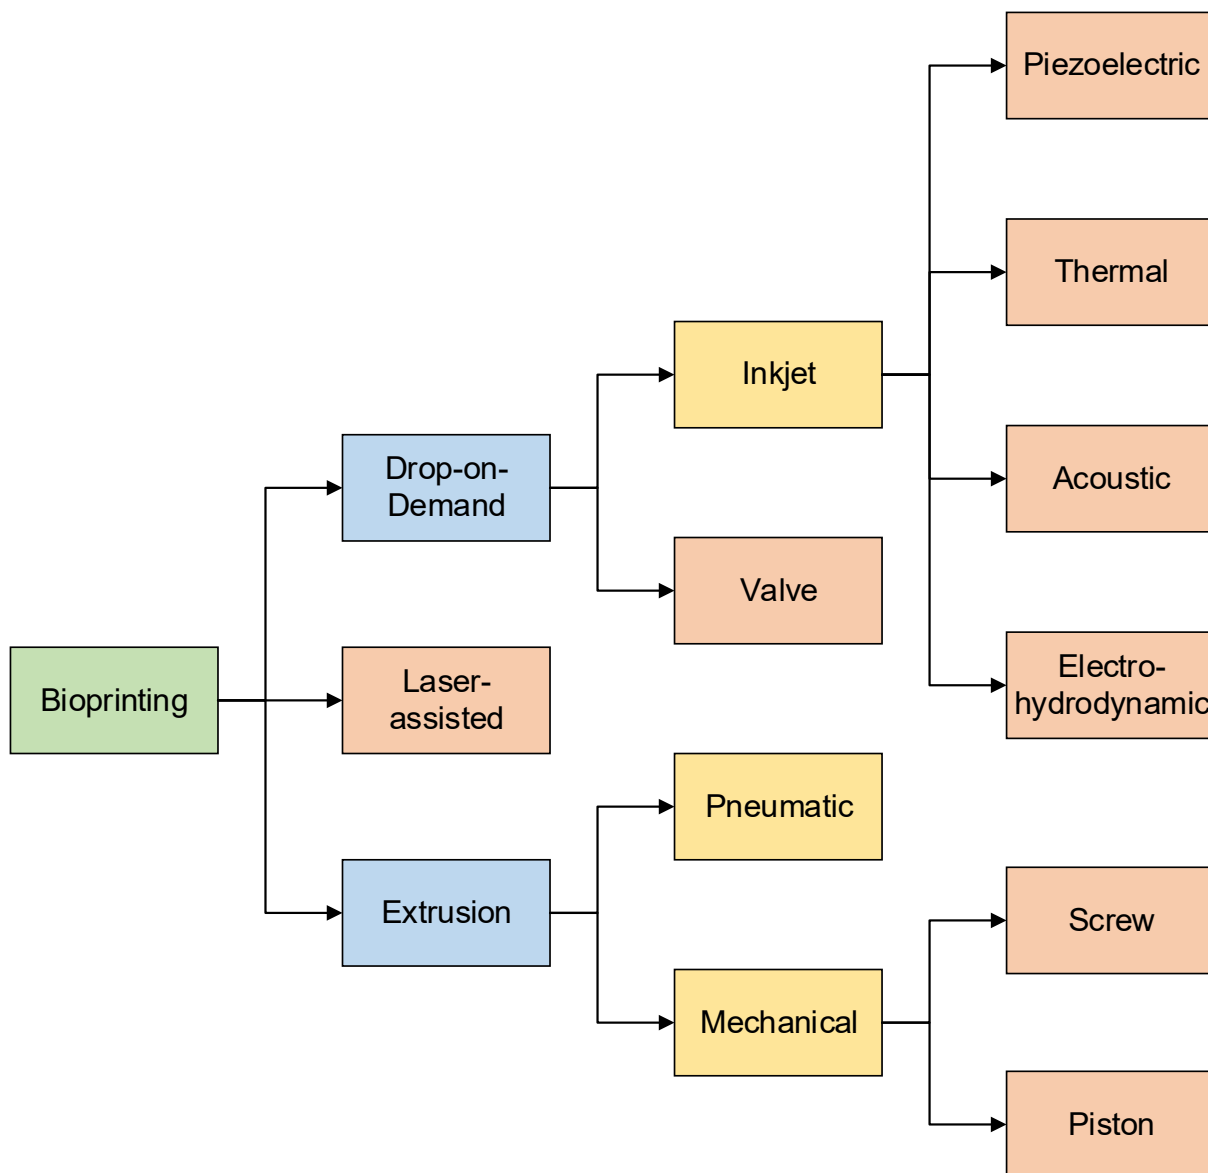 Piezoelectric
Thermal
Inkjet
Acoustic
Drop-on-
Demand
Valve
Bioprinting
Laser-
assisted
Electro-
hydrodynamic
Pneumatic
Extrusion
Screw
Mechanical
Piston